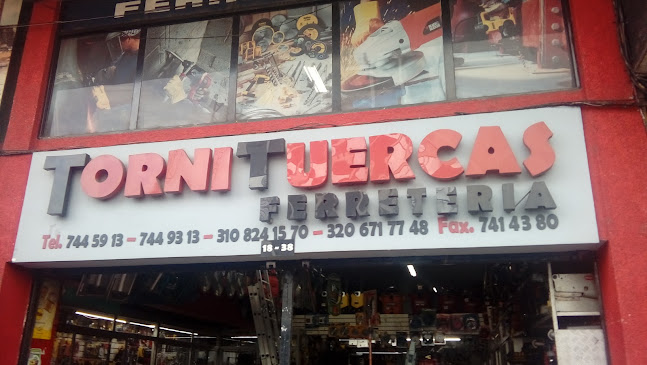 TORNITUERCAS
FERRETERIA
Tel. 744 59 13 - 744 93 13 - 310 824 15 70 - 320 671 77 48 Fax. 741 43 80
18 - 38